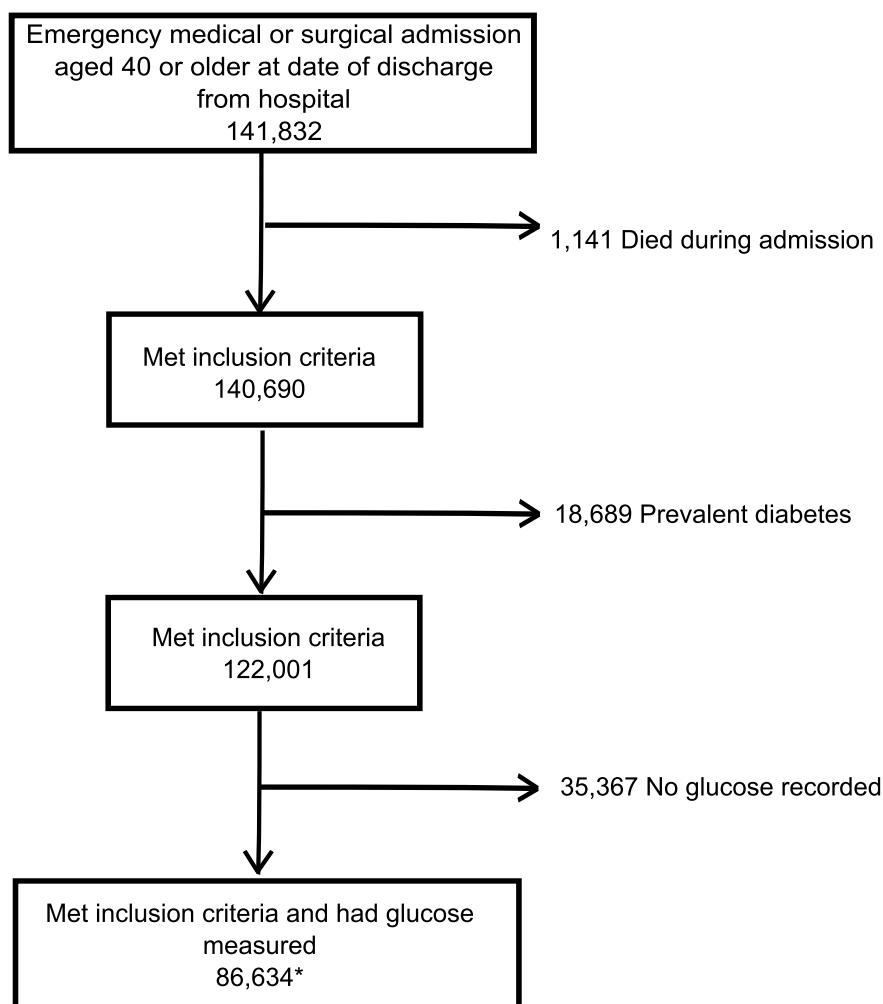 Emergency medical or surgical admission
aged 40 or older at date of discharge
from hospital
141,832
1,141 Died during admission
Met inclusion criteria
140,690
18,689 Prevalent diabetes
Met inclusion criteria
122,001
35,367 No glucose recorded
Met inclusion criteria and had glucose
measured
86,634*